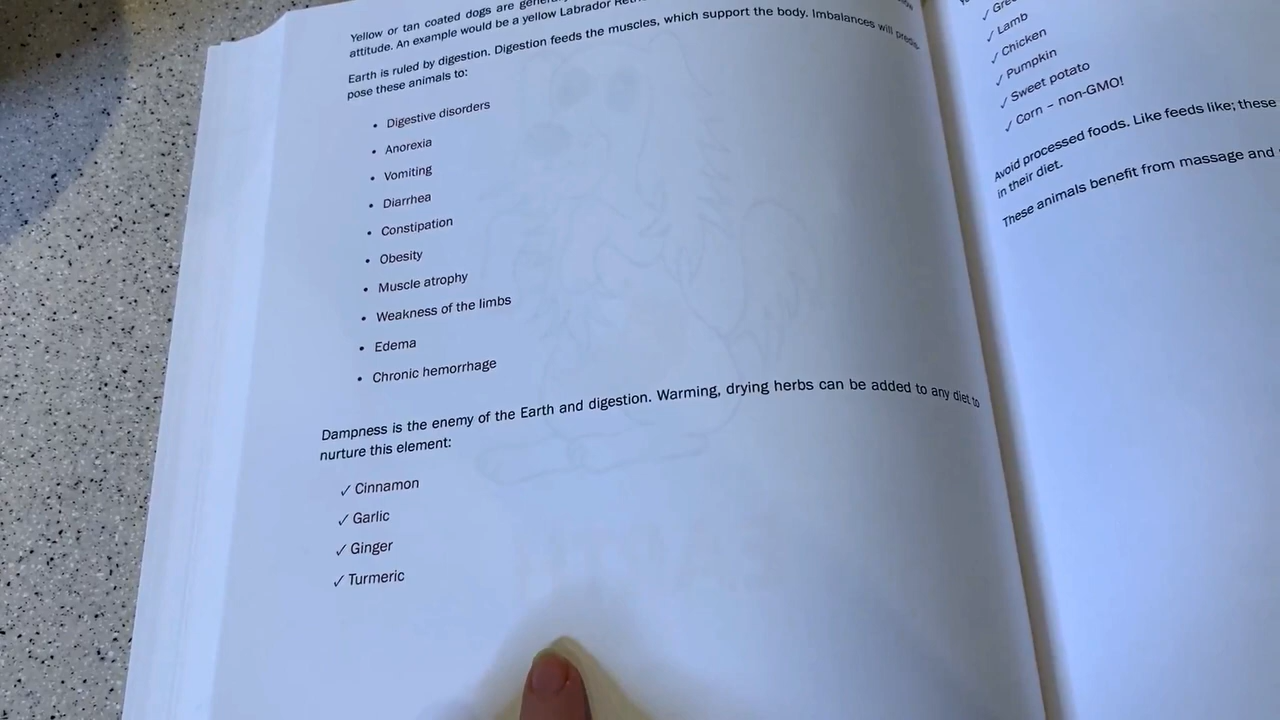 Yellow or tan coated dogs are
attitude. An example would be a yellow Labrador
Earth is ruled by digestion. Digestion feeds the muscles, which support the body. Imbalances will predis-
pose these animals to:
• Digestive disorders
• Anorexia
• Vomiting
• Diarrhea
• Constipation
• Obesity
• Muscle atrophy
• Weakness of the limbs
• Edema
• Chronic hemorrhage
Dampness is the enemy of the Earth and digestion. Warming, drying herbs can be added to any diet to
nurture this element:
✓ Cinnamon
✓ Garlic
✓ Ginger
✓ Turmeric
✓ Lamb
✓ Chicken
✓ Pumpkin
✓ Sweet potato
✓ Corn – non-GMO!
Avoid processed foods. Like feeds like; these
in their diet.
These animals benefit from massage and